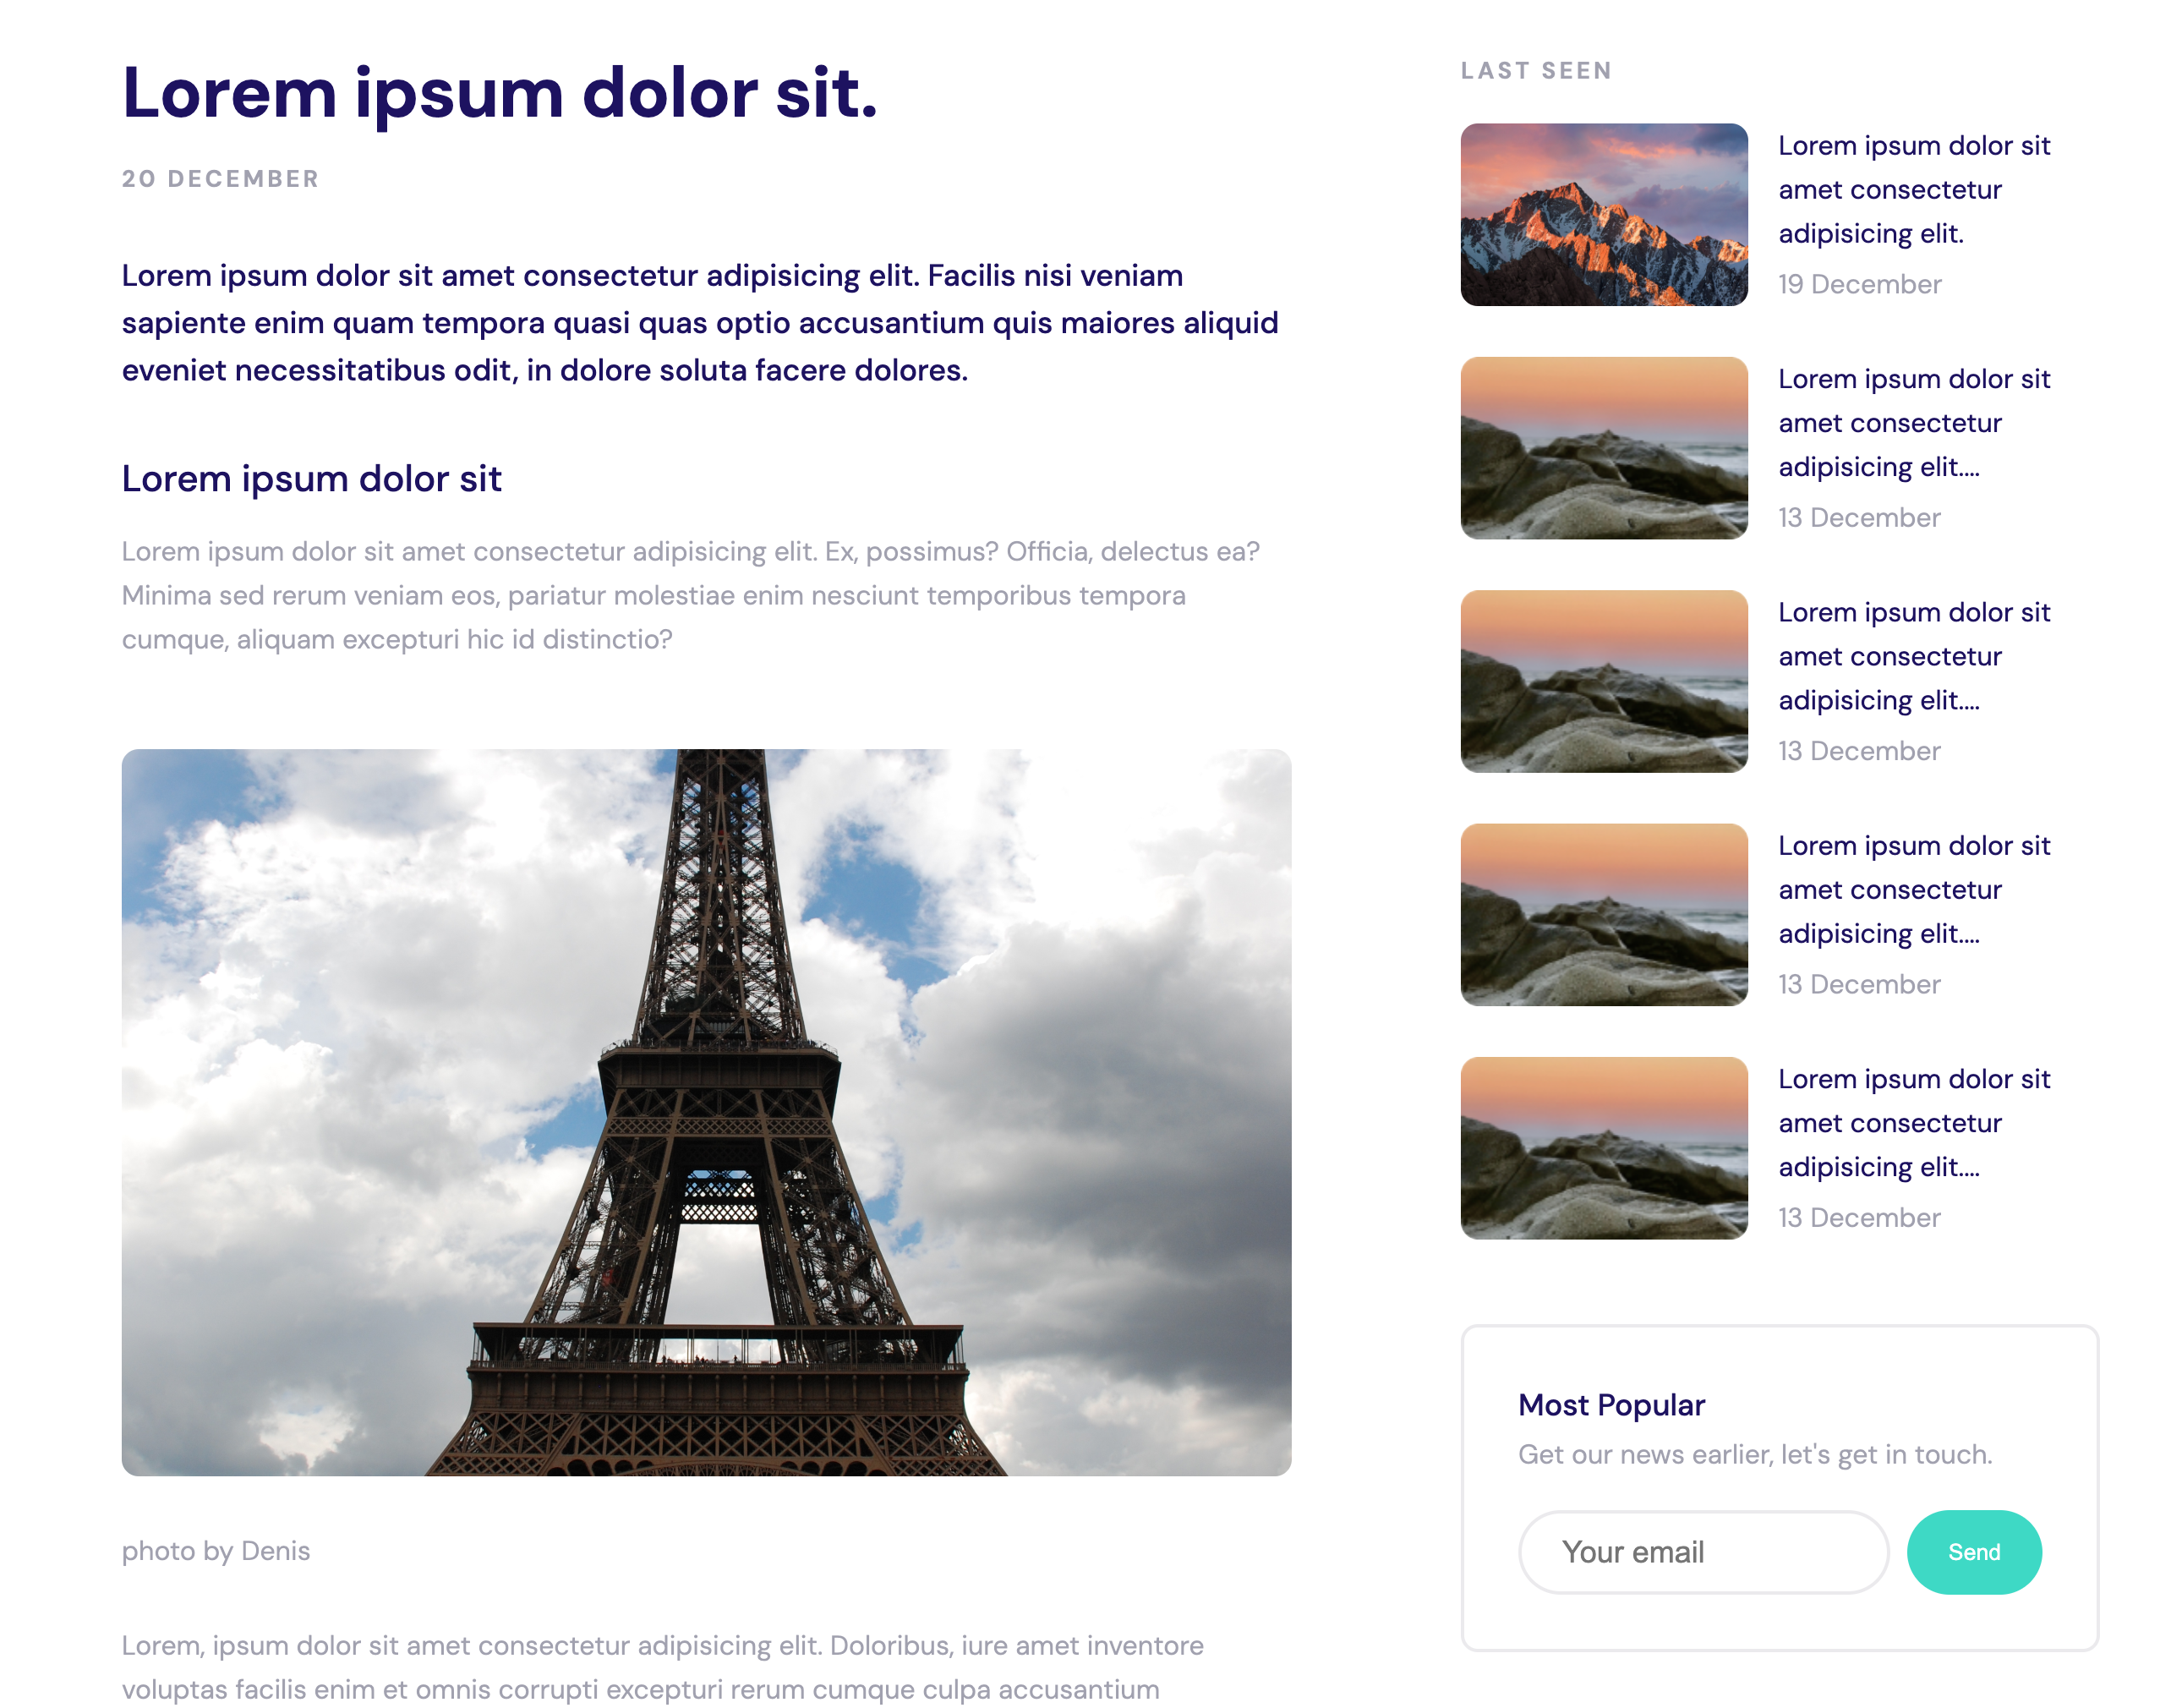 Lorem ipsum dolor sit.
20 DECEMBER
Lorem ipsum dolor sit amet consectetur adipisicing elit. Facilis nisi veniam
sapiente enim quam tempora quasi quas optio accusantium quis maiores aliquid
eveniet necessitatibus odit, in dolore soluta facere dolores.
Lorem ipsum dolor sit
Lorem ipsum dolor sit amet consectetur adipisicing elit. Ex, possimus? Officia, delectus ea?
Minima sed rerum veniam eos, pariatur molestiae enim nesciunt temporibus tempora
cumque, aliquam excepturi hic id distinctio?
photo by Denis
Lorem, ipsum dolor sit amet consectetur adipisicing elit. Doloribus, iure amet inventore
voluptas facilis enim et omnis corrupti excepturi rerum cumque culpa accusantium
LAST SEEN
Lorem ipsum dolor sit
amet consectetur
adipisicing elit.
19 December
Lorem ipsum dolor sit
amet consectetur
adipisicing elit....
13 December
Lorem ipsum dolor sit
amet consectetur
adipisicing elit....
13 December
Lorem ipsum dolor sit
amet consectetur
adipisicing elit....
13 December
Lorem ipsum dolor sit
amet consectetur
adipisicing elit....
13 December
Most Popular
Get our news earlier, let's get in touch.
Your email
Send